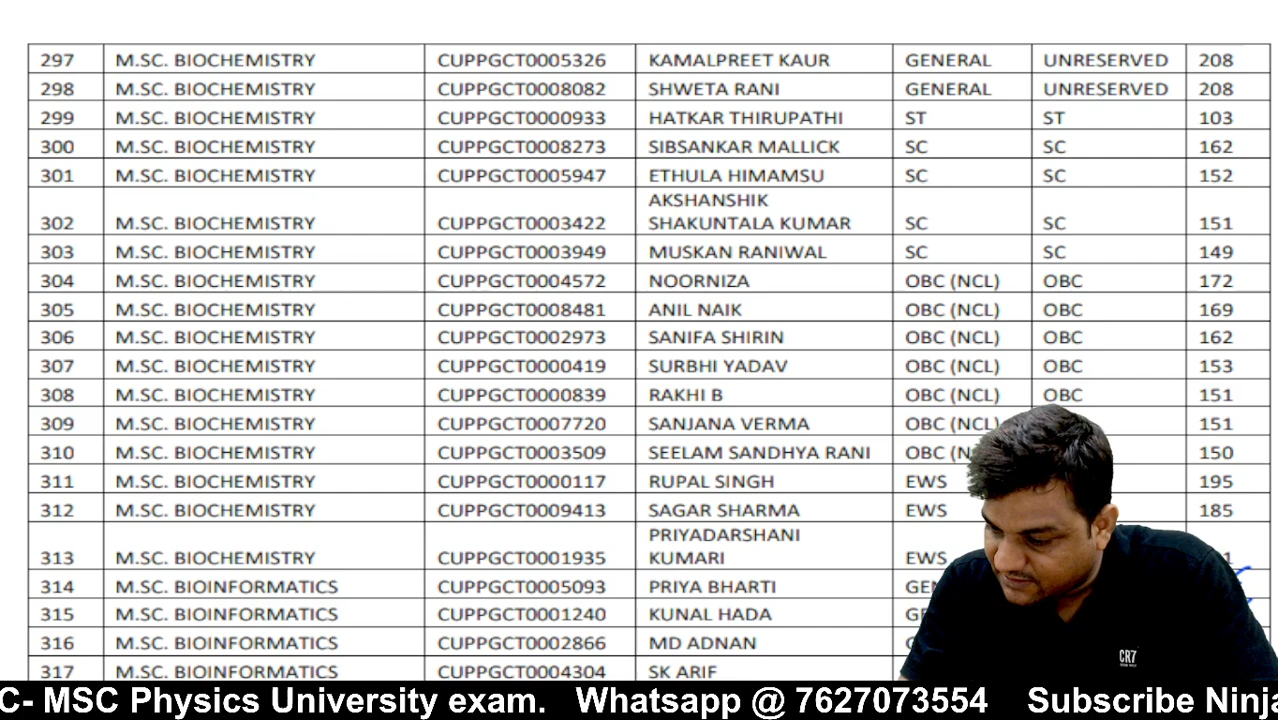 297 M.SC. BIOCHEMISTRY CUPPGCT0005326 KAMALPREET KAUR GENERAL UNRESERVED 208
298 M.SC. BIOCHEMISTRY CUPPGCT0008082 SHWETA RANI GENERAL UNRESERVED 208
299 M.SC. BIOCHEMISTRY CUPPGCT0000933 HATKAR THIRUPATHI ST ST 103
300 M.SC. BIOCHEMISTRY CUPPGCT0008273 SIBSANKAR MALLICK SC SC 162
301 M.SC. BIOCHEMISTRY CUPPGCT0005947 ETHULA HIMAMSU SC SC 152
AKSHANSHIK
302 M.SC. BIOCHEMISTRY CUPPGCT0003422 SHAKUNTALA KUMAR SC SC 151
303 M.SC. BIOCHEMISTRY CUPPGCT0003949 MUSKAN RANIWAL SC SC 149
304 M.SC. BIOCHEMISTRY CUPPGCT0004572 NOORNIZA OBC (NCL) OBC 172
305 M.SC. BIOCHEMISTRY CUPPGCT0008481 ANIL NAIK OBC (NCL) OBC 169
306 M.SC. BIOCHEMISTRY CUPPGCT0002973 SANIFA SHIRIN OBC (NCL) OBC 162
307 M.SC. BIOCHEMISTRY CUPPGCT0000419 SURBHI YADAV OBC (NCL) OBC 153
308 M.SC. BIOCHEMISTRY CUPPGCT0000839 RAKHI B OBC (NCL) OBC 151
309 M.SC. BIOCHEMISTRY CUPPGCT0007720 SANJANA VERMA OBC (NCL) 151
310 M.SC. BIOCHEMISTRY CUPPGCT0003509 SEELAM SANDHYA RANI OBC 150
311 M.SC. BIOCHEMISTRY CUPPGCT0000117 RUPAL SINGH EWS 195
312 M.SC. BIOCHEMISTRY CUPPGCT0009413 SAGAR SHARMA EWS 185
PRIYADARSHANI
313 M.SC. BIOCHEMISTRY CUPPGCT0001935 KUMARI EWS
314 M.SC. BIOINFORMATICS CUPPGCT0005093 PRIYA BHARTI
315 M.SC. BIOINFORMATICS CUPPGCT0001240 KUNAL HADA
316 M.SC. BIOINFORMATICS CUPPGCT0002866 MD ADNAN
317 M.SC. BIOINFORMATICS CUPPGCT0004304 SK ARIF
CR7
C- MSC Physics University exam. Whatsapp @ 7627073554 Subscribe Ninja